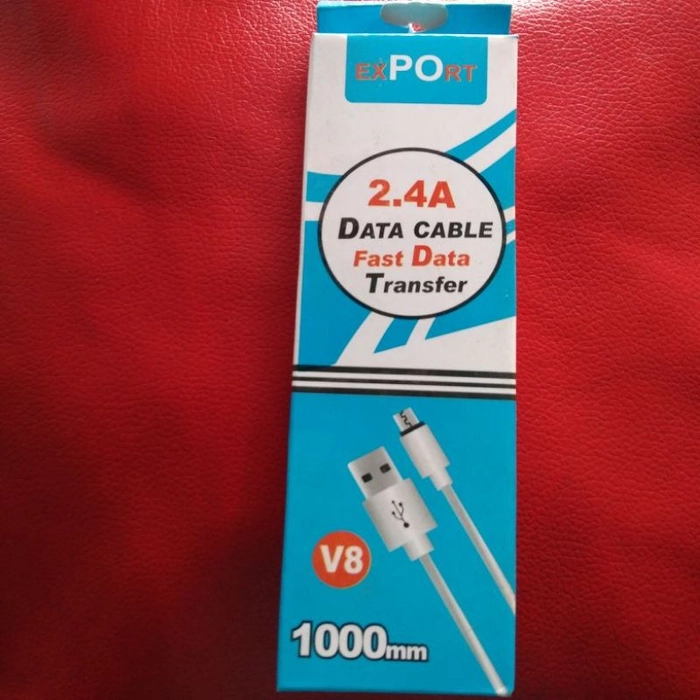 EXPORT
2.4A
DATA CABLE
Fast Data
Transfer
V8
1000mm